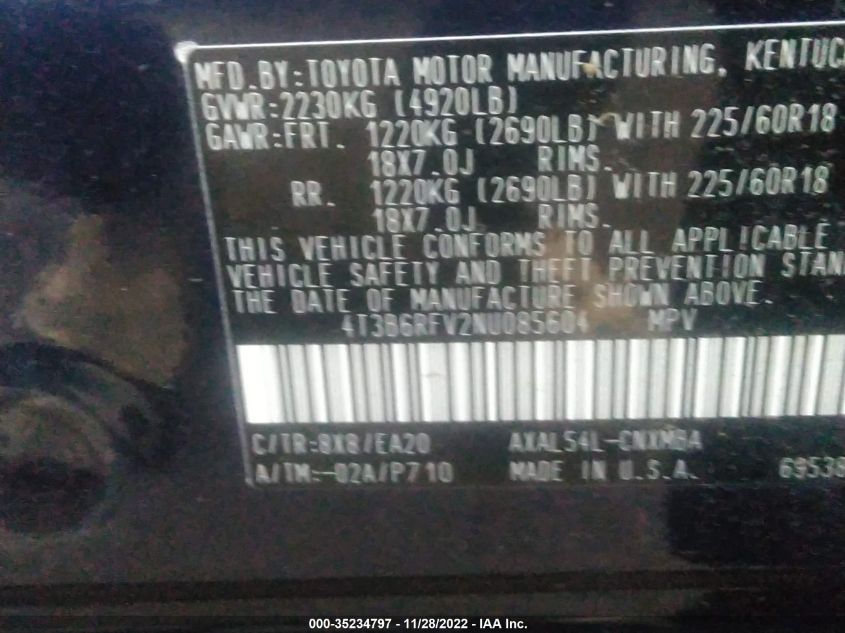 MFD.BY:TOYOTA MOTOR MANUFACTURING, KENTUC
GVWR:2230KG (4920LB)
GAWR:FRT. 1220KG (2690LB) WITH 225/60R18
18X7.0J RIMS.
RR. 1220KG (2690LB) WITH 225/60R18
18X7.0J RIMS.
THIS VEHICLE CONFORMS TO ALL APPLICABLE
VEHICLE SAFETY AND THEFT PREVENTION STAN
THE DATE OF MANUFACTURE SHOWN ABOVE.
4T3B6RFV2NU085604 MPV
C/TR:8X8/EA20 AXAL54L-CNXMBA
A/TM:-02A/P710 MADE IN U.S.A. 69538
000-35234797 - 11/28/2022 - IAA Inc.